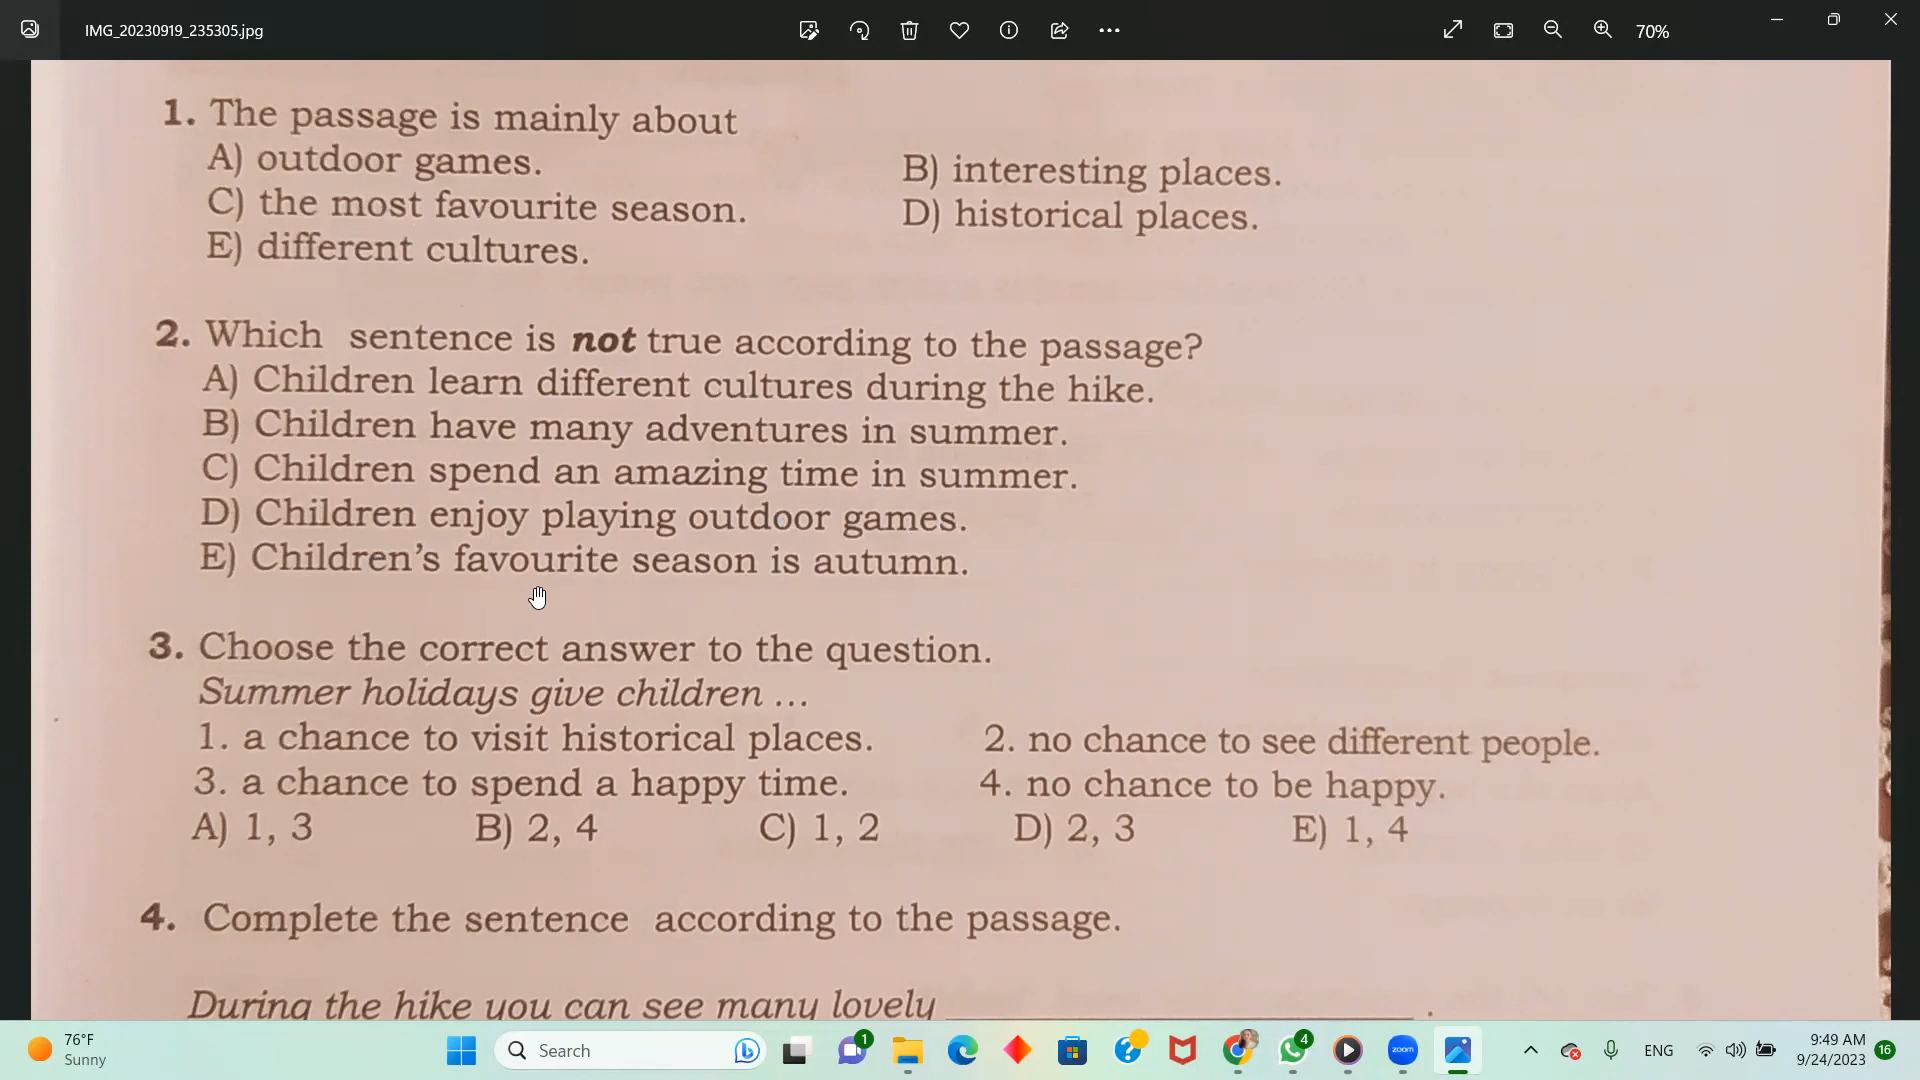 IMG_20230919_235305.jpg
70%
1. The passage is mainly about
A) outdoor games.
B) interesting places.
C) the most favourite season.
D) historical places.
E) different cultures.
2. Which sentence is not true according to the passage?
A) Children learn different cultures during the hike.
B) Children have many adventures in summer.
C) Children spend an amazing time in summer.
D) Children enjoy playing outdoor games.
E) Children's favourite season is autumn.
3. Choose the correct answer to the question.
Summer holidays give children ...
1. a chance to visit historical places.
2. no chance to see different people.
3. a chance to spend a happy time.
4. no chance to be happy.
A) 1, 3 B) 2, 4 C) 1, 2 D) 2, 3 E) 1, 4
4. Complete the sentence according to the passage.
During the hike you can see many lovely ____________ .
76°F
Sunny
Search
1
4
zoom
ENG
9:49 AM
9/24/2023
16